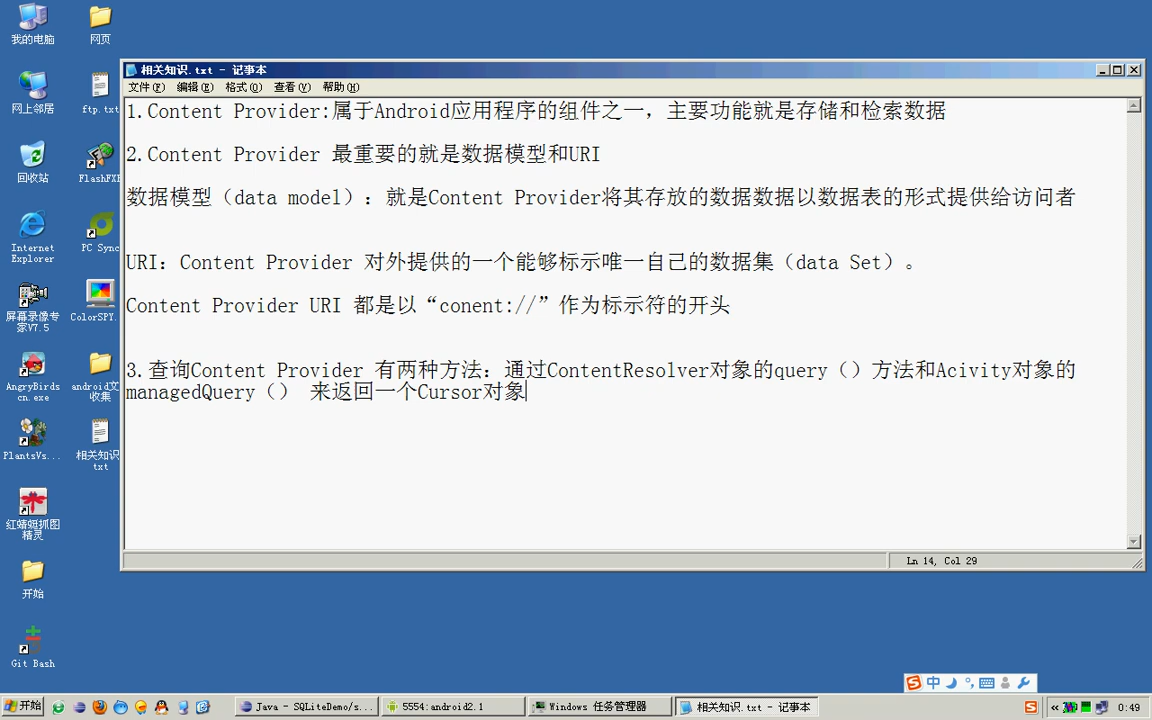 我的电脑
网页
网上邻居
ftp.txt
回收站
FlashFXP
Internet Explorer
PC Sync
屏幕录像专家V7.5
ColorSPY.
AngryBirds cn.exe
android文 收集
PlantsVs...
相关知识 txt
红蜻蜓抓图精灵
开始
Git Bash
相关知识.txt - 记事本
文件(F) 编辑(E) 格式(O) 查看(V) 帮助(H)
1.Content Provider:属于Android应用程序的组件之一，主要功能就是存储和检索数据
2.Content Provider 最重要的就是数据模型和URI
数据模型（data model）：就是Content Provider将其存放的数据数据以数据表的形式提供给访问者
URI：Content Provider 对外提供的一个能够标示唯一自己的数据集（data Set）。
Content Provider URI 都是以“conent://”作为标示符的开头
3.查询Content Provider 有两种方法：通过ContentResolver对象的query（）方法和Acivity对象的
managedQuery（） 来返回一个Cursor对象
Ln 14, Col 29
中
开始
Java - SQLiteDemo/s...
5554:android2.1
Windows 任务管理器
相关知识.txt - 记事本
0:49